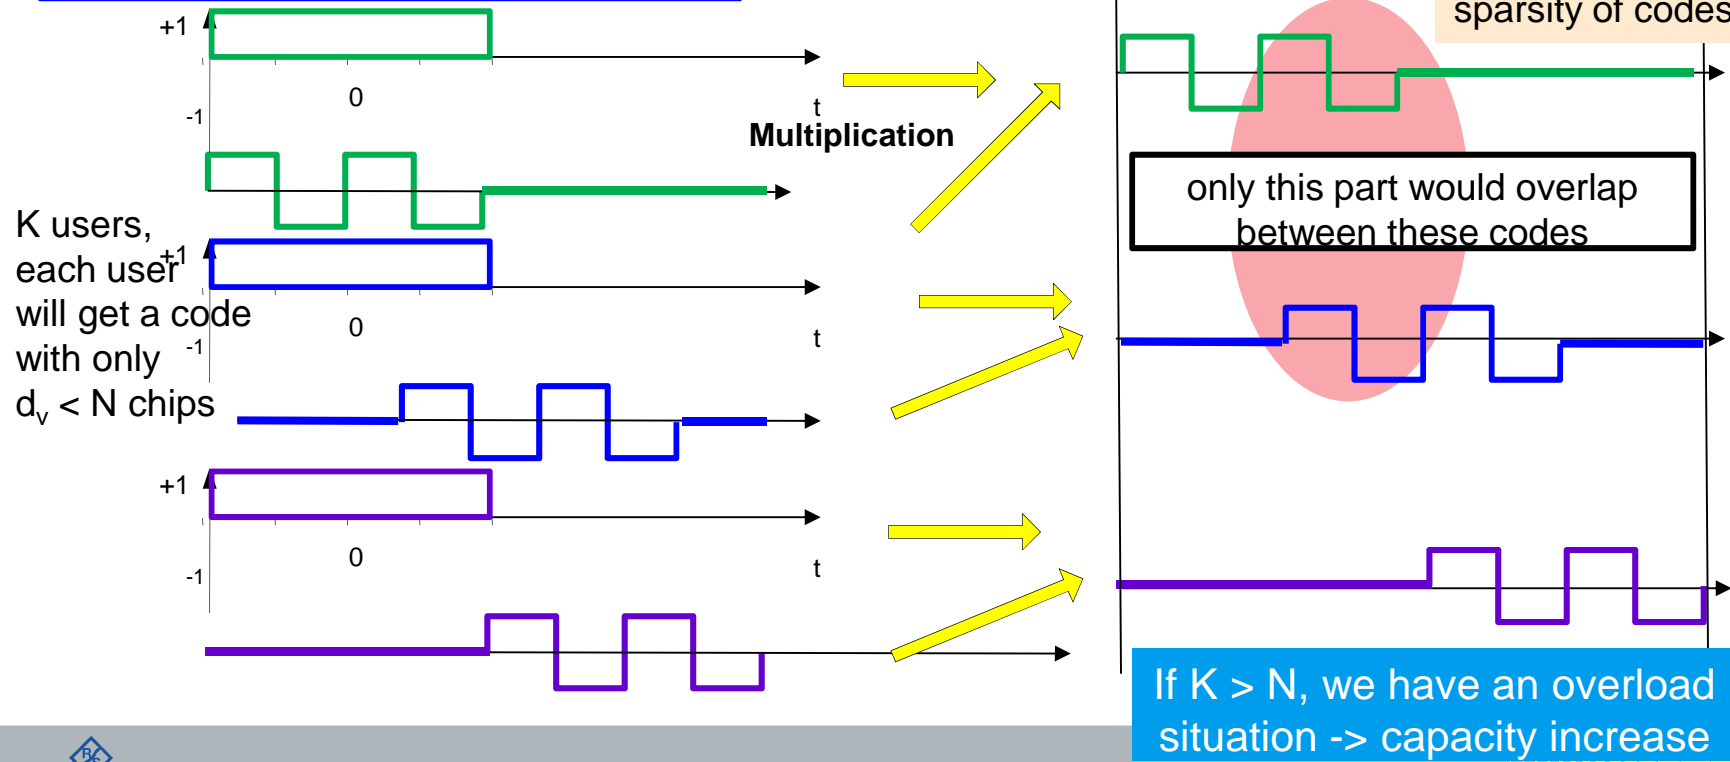 sparsity of codes
+1
0
-1
t
Multiplication
only this part would overlap
between these codes
K users,
each user
will get a code
with only
dᵥ < N chips
+1
0
-1
t
+1
0
-1
t
If K > N, we have an overload
situation -> capacity increase